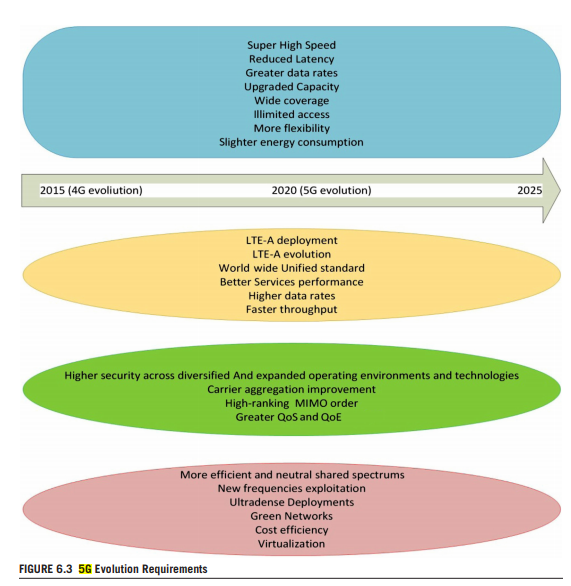 Super High Speed
Reduced Latency
Greater data rates
Upgraded Capacity
Wide coverage
Illimited access
More flexibility
Slighter energy consumption
2015 (4G evoliution) 2020 (5G evolution) 2025
LTE-A deployment
LTE-A evolution
World wide Unified standard
Better Services performance
Higher data rates
Faster throughput
Higher security across diversified And expanded operating environments and technologies
Carrier aggregation improvement
High-ranking MIMO order
Greater QoS and QoE
More efficient and neutral shared spectrums
New frequencies exploitation
Ultradense Deployments
Green Networks
Cost efficiency
Virtualization
FIGURE 6.3 5G Evolution Requirements